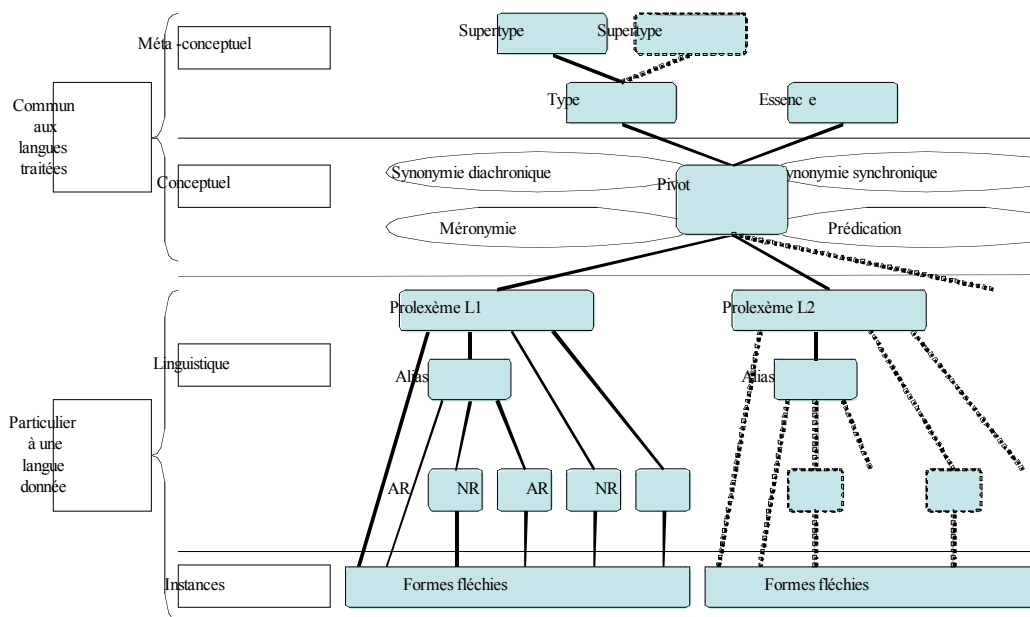 Méta -conceptuel
Supertype
Supertype
Type
Essenc e
Commun
aux
langues
traitées
Conceptuel
Synonymie diachronique
Pivot
ynonymie synchronique
Méronymie
Prédication
Prolexème L1
Prolexème L2
Linguistique
Alias
Alias
Particulier
à une
langue
donnée
AR
NR
AR
NR
Instances
Formes fléchies
Formes fléchies